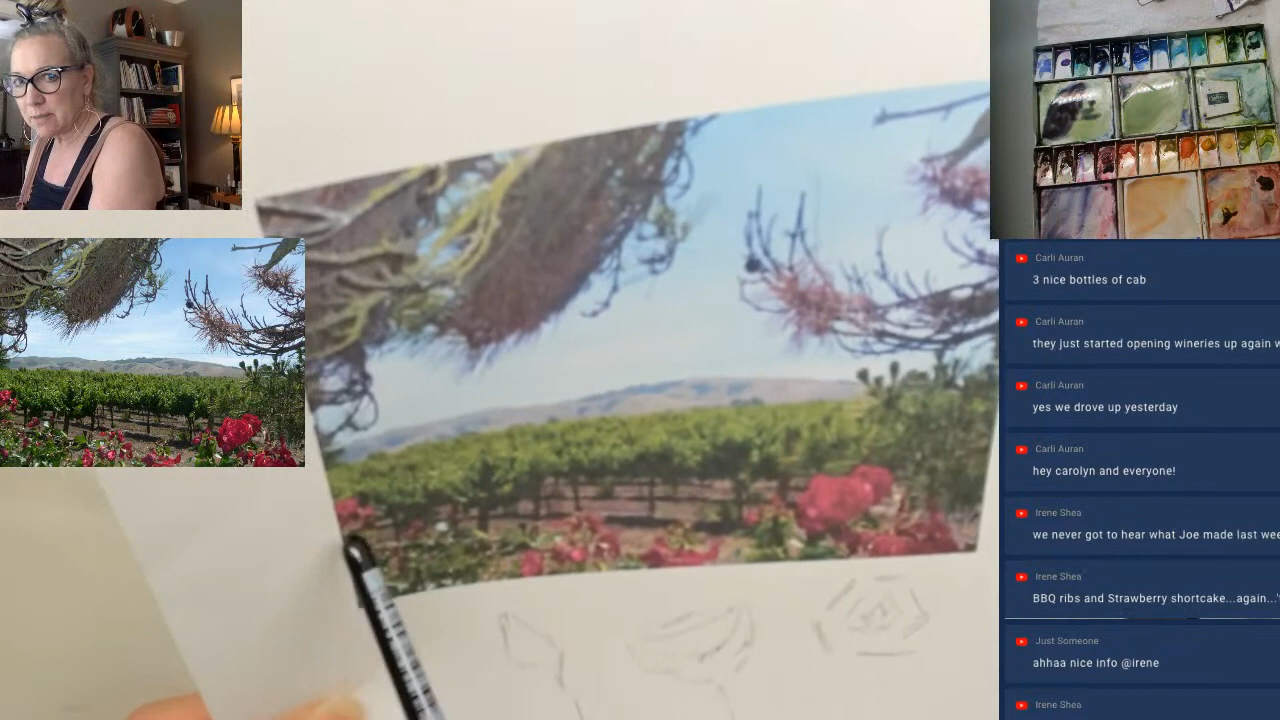 Carli Auran
3 nice bottles of cab
Carli Auran
they just started opening wineries up again
Carli Auran
yes we drove up yesterday
Carli Auran
hey carolyn and everyone!
Irene Shea
we never got to hear what Joe made last
Irene Shea
BBQ ribs and Strawberry shortcake...again...
Just Someone
ahhaa nice info @irene
Irene Shea